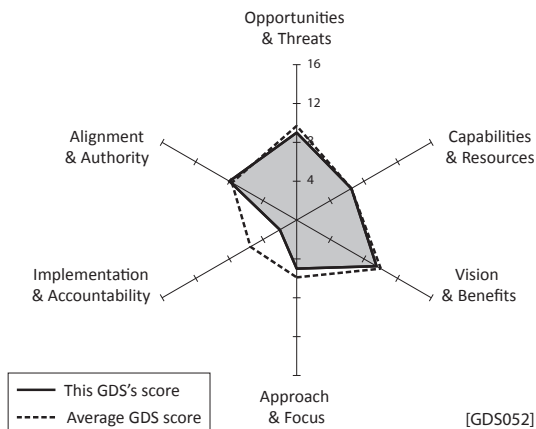 Opportunities
& Threats
16
12
8
4
Alignment
& Authority
Capabilities
& Resources
Implementation
& Accountability
Vision
& Benefits
Approach
& Focus
This GDS's score
Average GDS score
[GDS052]